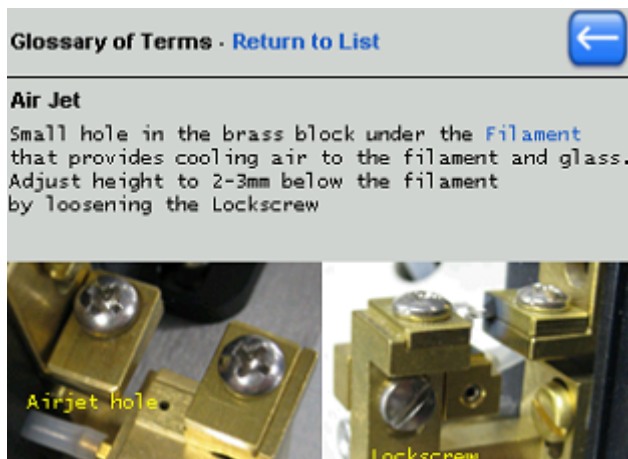 Glossary of Terms - Return to List
Air Jet
Small hole in the brass block under the Filament
that provides cooling air to the filament and glass.
Adjust height to 2-3mm below the filament
by loosening the Lockscrew
Airjet hole
Lockscrew